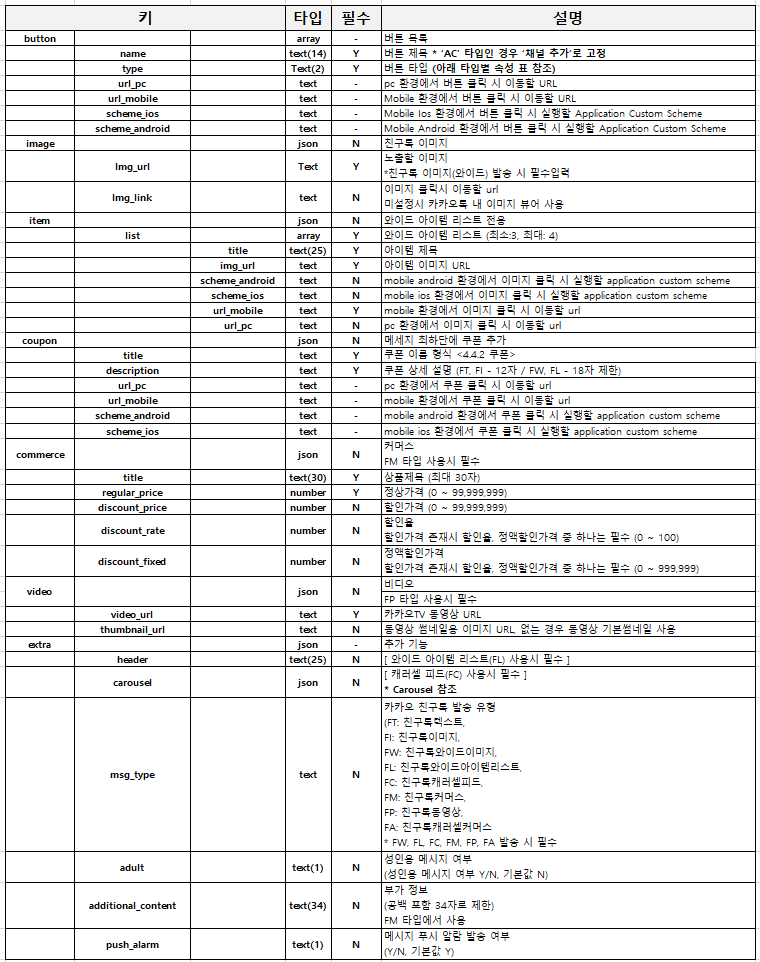 키 타입 필수 설명
button array - 버튼 목록
name text(14) Y 버튼 제목 * ‘AC’ 타입인 경우 ‘채널 추가’로 고정
type Text(2) Y 버튼 타입 (아래 타입별 속성 표 참조)
url_pc text - pc 환경에서 버튼 클릭 시 이동할 URL
url_mobile text - Mobile 환경에서 버튼 클릭 시 이동할 URL
scheme_ios text - Mobile Ios 환경에서 버튼 클릭 시 실행할 Application Custom Scheme
scheme_android text - Mobile Android 환경에서 버튼 클릭 시 실행할 Application Custom Scheme
image json N 친구톡 이미지
Img_url Text Y 노출할 이미지
*친구톡 이미지(와이드) 발송 시 필수입력
Img_link text N 이미지 클릭시 이동할 url
미설정시 카카오톡 내 이미지 뷰어 사용
item json N 와이드 아이템 리스트 전용
list array Y 와이드 아이템 리스트 (최소:3, 최대: 4)
title text(25) Y 아이템 제목
img_url text Y 아이템 이미지 URL
scheme_android text N mobile android 환경에서 이미지 클릭 시 실행할 application custom scheme
scheme_ios text N mobile ios 환경에서 이미지 클릭 시 실행할 application custom scheme
url_mobile text Y mobile 환경에서 이미지 클릭 시 이동할 url
url_pc text N pc 환경에서 이미지 클릭 시 이동할 url
coupon json N 메세지 최하단에 쿠폰 추가
title text Y 쿠폰 이름 형식 <4.4.2 쿠폰>
description text Y 쿠폰 상세 설명 (FT, FI - 12자 / FW, FL - 18자 제한)
url_pc text - pc 환경에서 쿠폰 클릭 시 이동할 url
url_mobile text - mobile 환경에서 쿠폰 클릭 시 이동할 url
scheme_android text - mobile android 환경에서 쿠폰 클릭 시 실행할 application custom scheme
scheme_ios text - mobile ios 환경에서 쿠폰 클릭 시 실행할 application custom scheme
commerce json N 커머스
FM 타입 사용시 필수
title text(30) Y 상품제목 (최대 30자)
regular_price number Y 정상가격 (0 ~ 99,999,999)
discount_price number N 할인가격 (0 ~ 99,999,999)
discount_rate number N 할인율
할인가격 존재시 할인율, 정액할인가격 중 하나는 필수 (0 ~ 100)
discount_fixed number N 정액할인가격
할인가격 존재시 할인율, 정액할인가격 중 하나는 필수 (0 ~ 999,999)
video json N 비디오
FP 타입 사용시 필수
video_url text Y 카카오TV 동영상 URL
thumbnail_url text N 동영상 썸네일용 이미지 URL, 없는 경우 동영상 기본썸네일 사용
extra json - 추가 기능
header text(25) N [ 와이드 아이템 리스트(FL) 사용시 필수 ]
carousel json N [ 캐러셀 피드(FC) 사용시 필수 ]
* Carousel 참조
msg_type text N 카카오 친구톡 발송 유형
(FT: 친구톡텍스트,
FI: 친구톡이미지,
FW: 친구톡와이드이미지,
FL: 친구톡와이드아이템리스트,
FC: 친구톡캐러셀피드,
FM: 친구톡커머스,
FP: 친구톡동영상,
FA: 친구톡캐러셀커머스
* FW, FL, FC, FM, FP, FA 발송 시 필수
adult text(1) N 성인용 메시지 여부
(성인용 메시지 여부 Y/N, 기본값 N)
additional_content text(34) N 부가 정보
(공백 포함 34자로 제한)
FM 타입에서 사용
push_alarm text(1) N 메시지 푸시 알람 발송 여부
(Y/N, 기본값 Y)